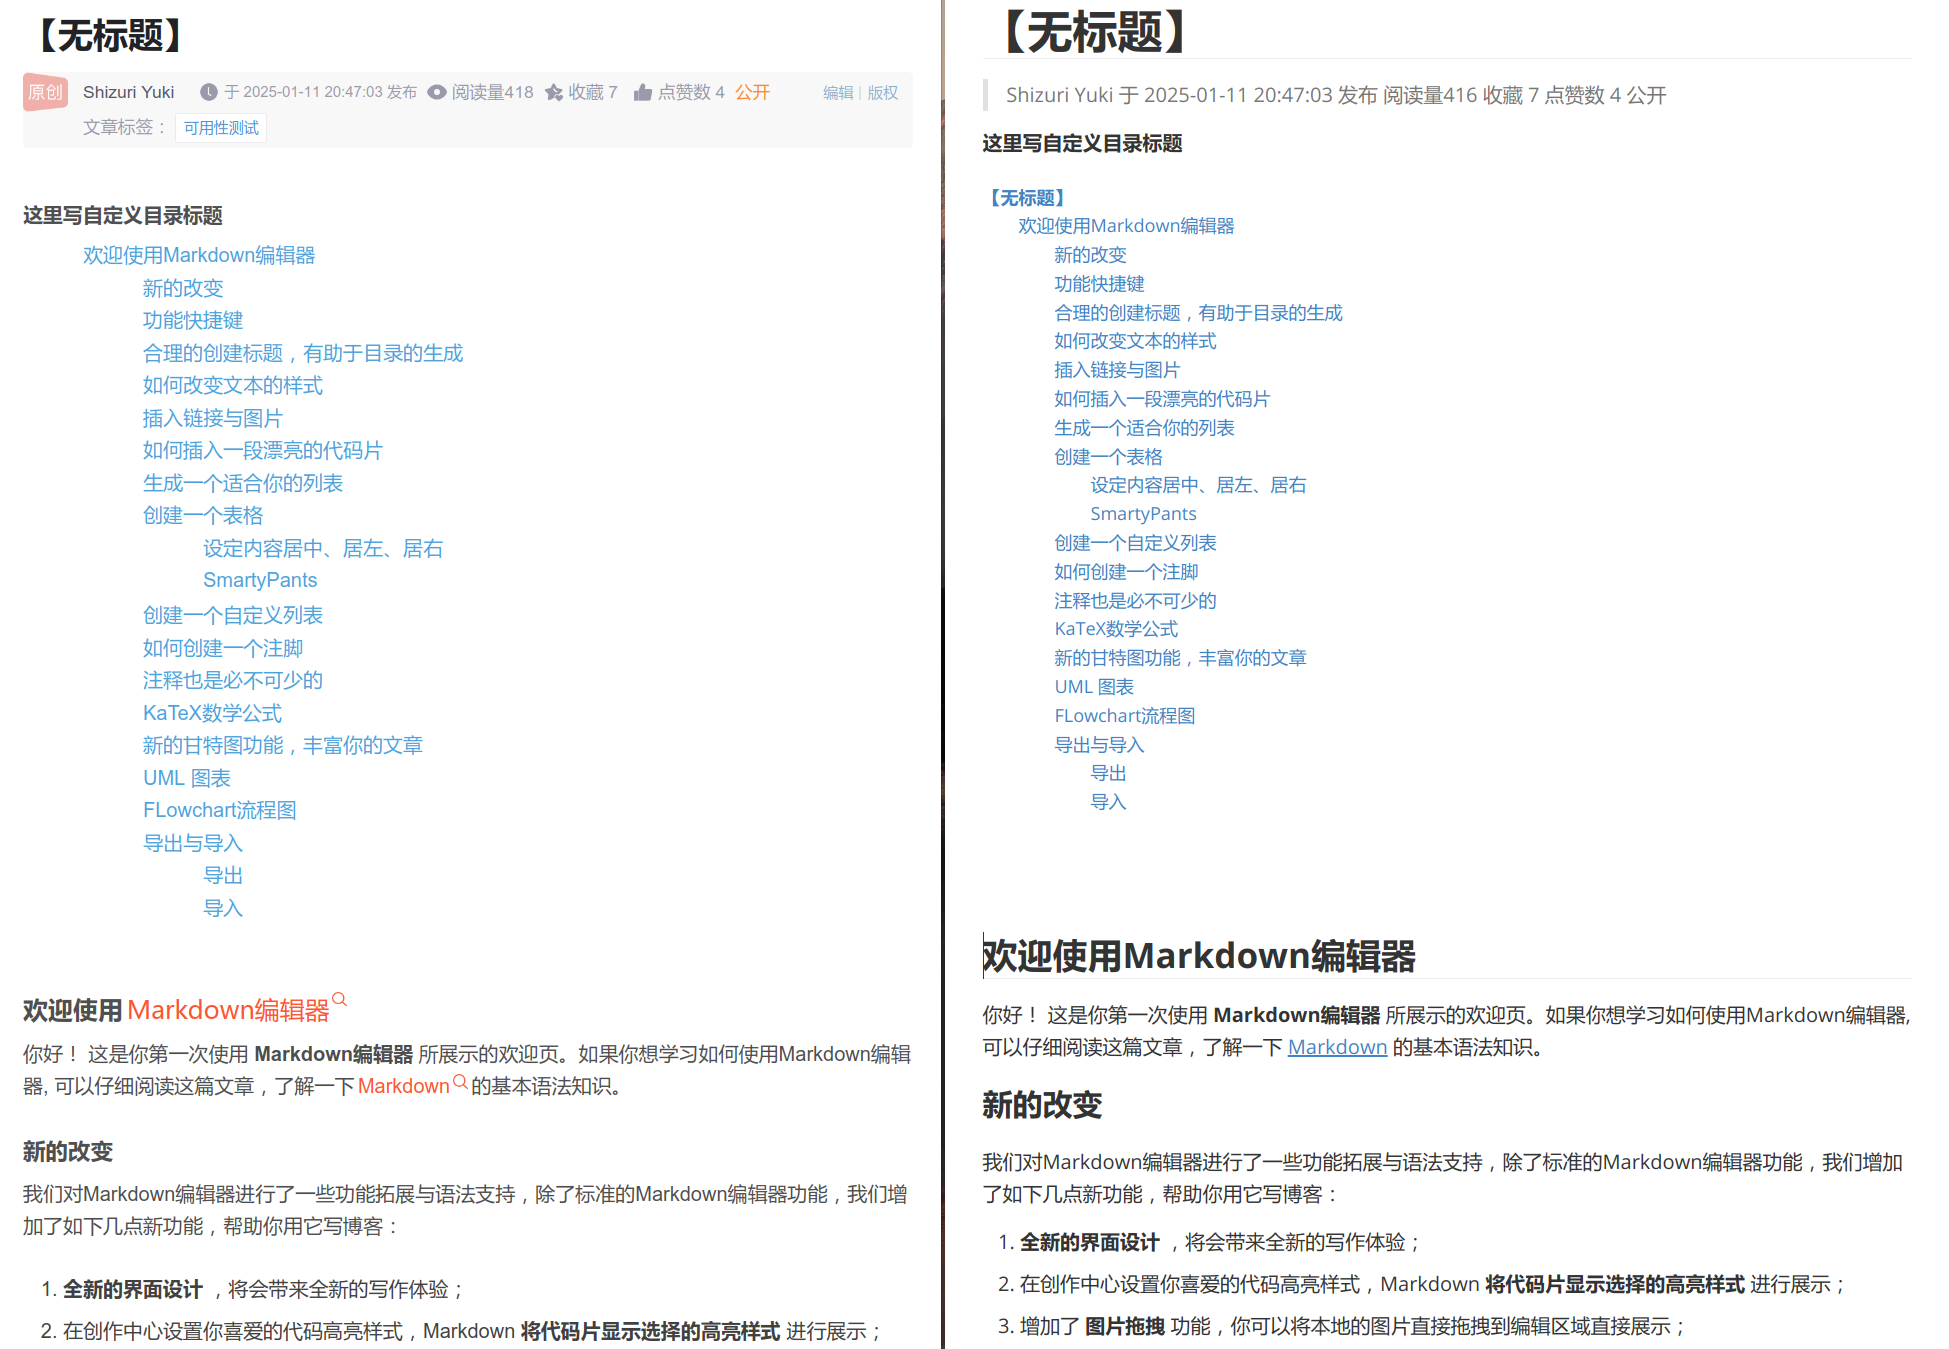 【无标题】
原创 Shizuri Yuki 于 2025-01-11 20:47:03 发布 阅读量418 收藏 7 点赞数 4 公开 编辑 | 版权
文章标签： 可用性测试
这里写自定义目录标题
欢迎使用Markdown编辑器
新的改变
功能快捷键
合理的创建标题，有助于目录的生成
如何改变文本的样式
插入链接与图片
如何插入一段漂亮的代码片
生成一个适合你的列表
创建一个表格
设定内容居中、居左、居右
SmartyPants
创建一个自定义列表
如何创建一个注脚
注释也是必不可少的
KaTeX数学公式
新的甘特图功能，丰富你的文章
UML 图表
FLowchart流程图
导出与导入
导出
导入
欢迎使用Markdown编辑器
你好！ 这是你第一次使用 Markdown编辑器 所展示的欢迎页。如果你想学习如何使用Markdown编辑
器, 可以仔细阅读这篇文章，了解一下Markdown的基本语法知识。
新的改变
我们对Markdown编辑器进行了一些功能拓展与语法支持，除了标准的Markdown编辑器功能，我们增
加了如下几点新功能，帮助你用它写博客：
1. 全新的界面设计 ，将会带来全新的写作体验；
2. 在创作中心设置你喜爱的代码高亮样式，Markdown 将代码片显示选择的高亮样式 进行展示；
【无标题】
Shizuri Yuki 于 2025-01-11 20:47:03 发布 阅读量416 收藏 7 点赞数 4 公开
这里写自定义目录标题
【无标题】
欢迎使用Markdown编辑器
新的改变
功能快捷键
合理的创建标题，有助于目录的生成
如何改变文本的样式
插入链接与图片
如何插入一段漂亮的代码片
生成一个适合你的列表
创建一个表格
设定内容居中、居左、居右
SmartyPants
创建一个自定义列表
如何创建一个注脚
注释也是必不可少的
KaTeX数学公式
新的甘特图功能，丰富你的文章
UML 图表
FLowchart流程图
导出与导入
导出
导入
欢迎使用Markdown编辑器
你好！ 这是你第一次使用 Markdown编辑器 所展示的欢迎页。如果你想学习如何使用Markdown编辑器,
可以仔细阅读这篇文章，了解一下 Markdown 的基本语法知识。
新的改变
我们对Markdown编辑器进行了一些功能拓展与语法支持，除了标准的Markdown编辑器功能，我们增加
了如下几点新功能，帮助你用它写博客：
1. 全新的界面设计 ，将会带来全新的写作体验；
2. 在创作中心设置你喜爱的代码高亮样式，Markdown 将代码片显示选择的高亮样式 进行展示；
3. 增加了 图片拖拽 功能，你可以将本地的图片直接拖拽到编辑区域直接展示；